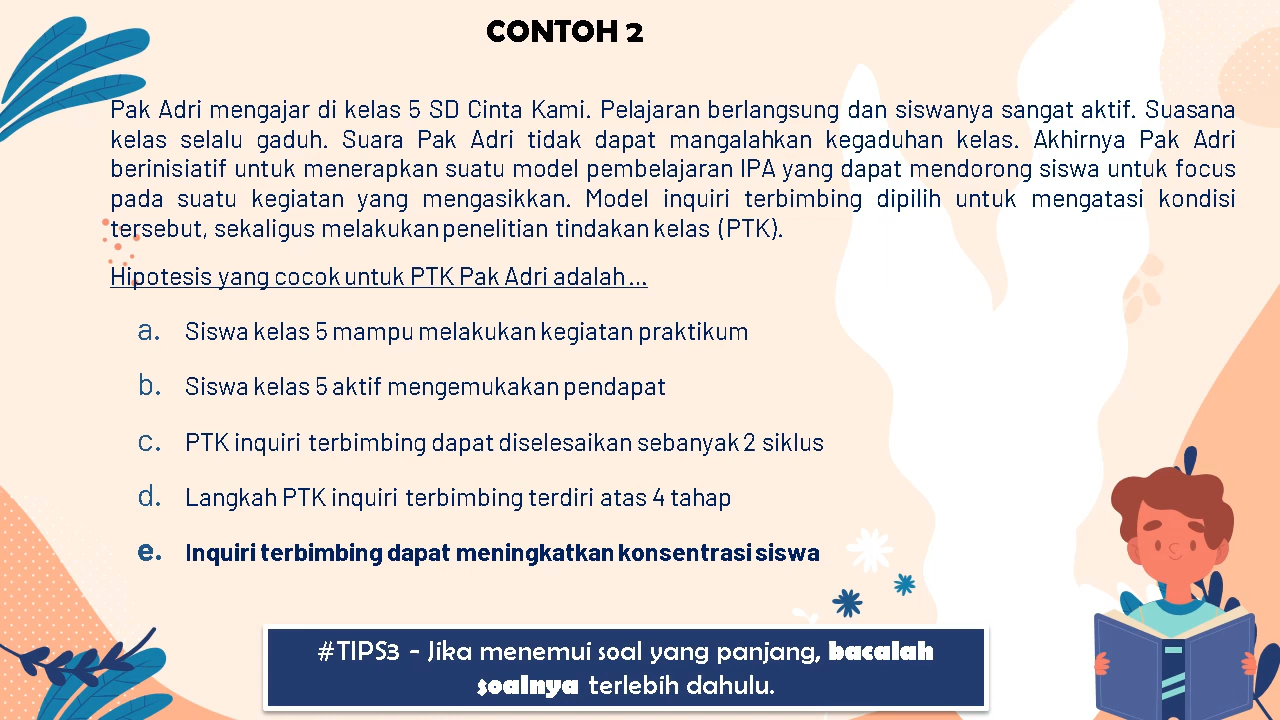 CONTOH 2
Pak Adri mengajar di kelas 5 SD Cinta Kami. Pelajaran berlangsung dan siswanya sangat aktif. Suasana
kelas selalu gaduh. Suara Pak Adri tidak dapat mangalahkan kegaduhan kelas. Akhirnya Pak Adri
berinisiatif untuk menerapkan suatu model pembelajaran IPA yang dapat mendorong siswa untuk focus
pada suatu kegiatan yang mengasikkan. Model inquiri terbimbing dipilih untuk mengatasi kondisi
tersebut, sekaligus melakukan penelitian tindakan kelas (PTK).
Hipotesis yang cocok untuk PTK Pak Adri adalah ...
a. Siswa kelas 5 mampu melakukan kegiatan praktikum
b. Siswa kelas 5 aktif mengemukakan pendapat
c. PTK inquiri terbimbing dapat diselesaikan sebanyak 2 siklus
d. Langkah PTK inquiri terbimbing terdiri atas 4 tahap
e. Inquiri terbimbing dapat meningkatkan konsentrasi siswa
#TIPS3 - Jika menemui soal yang panjang, bacalah
soalnya terlebih dahulu.